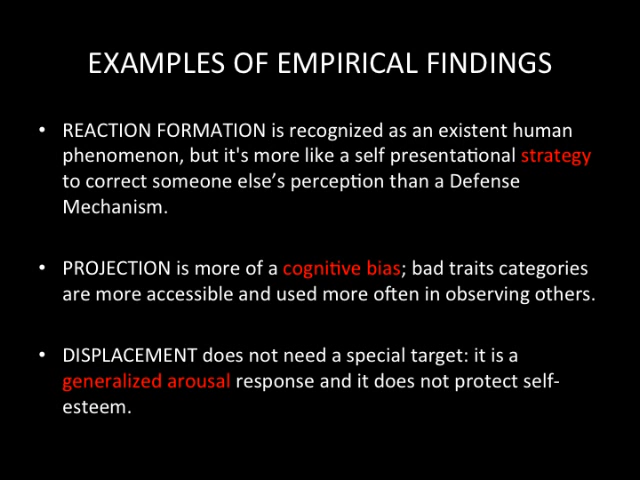 EXAMPLES OF EMPIRICAL FINDINGS
• REACTION FORMATION is recognized as an existent human
phenomenon, but it's more like a self presentational strategy
to correct someone else’s perception than a Defense
Mechanism.
• PROJECTION is more of a cognitive bias; bad traits categories
are more accessible and used more often in observing others.
• DISPLACEMENT does not need a special target: it is a
generalized arousal response and it does not protect self-
esteem.